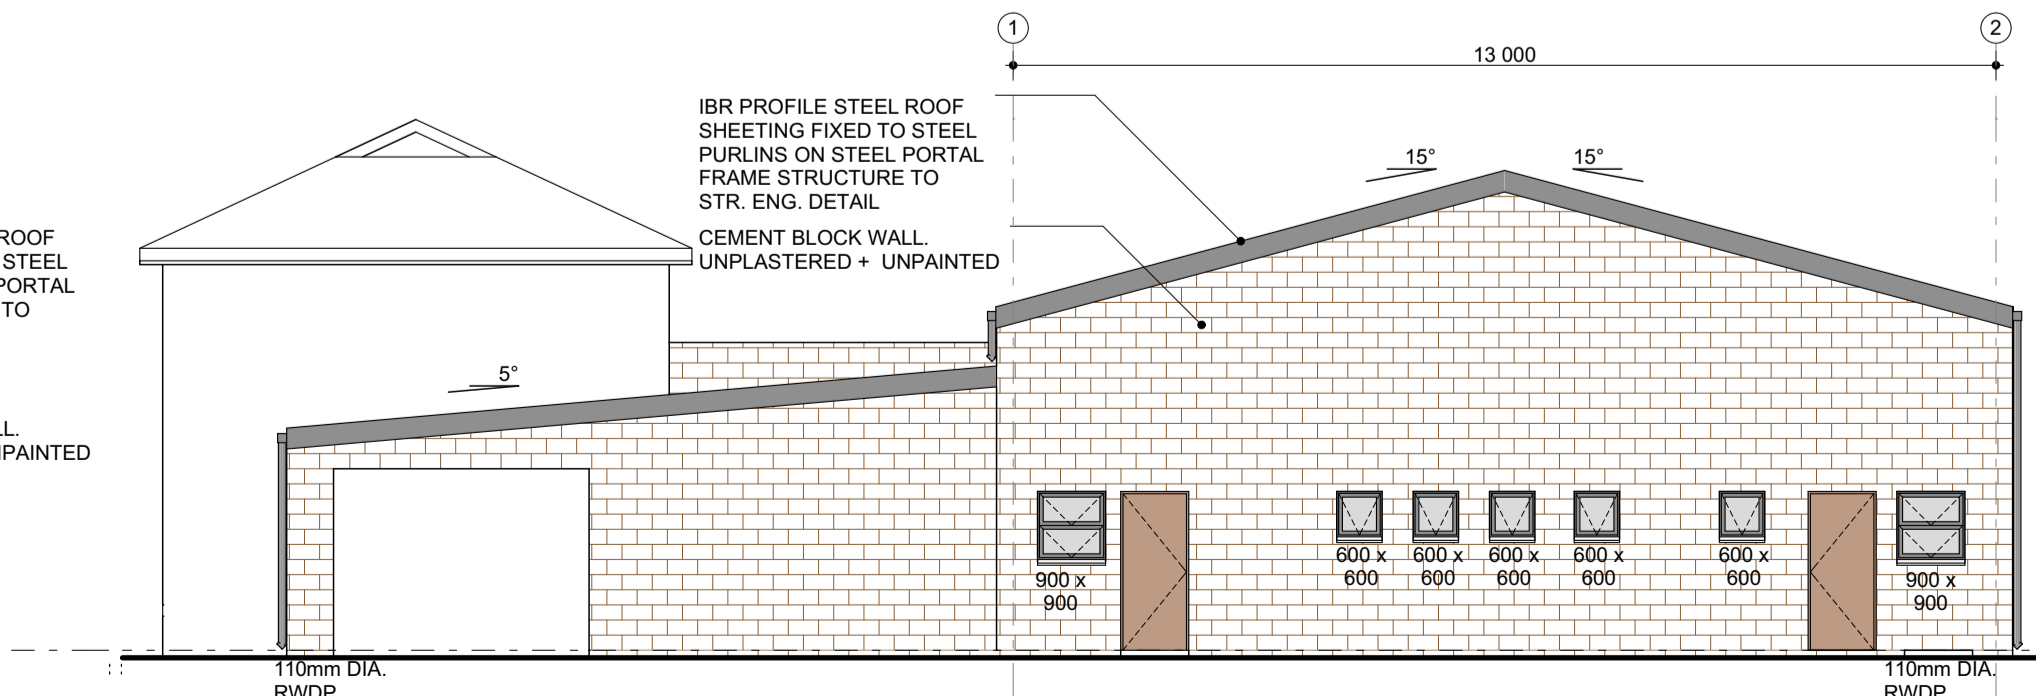 1
2
13 000
IBR PROFILE STEEL ROOF
SHEETING FIXED TO STEEL
PURLINS ON STEEL PORTAL
FRAME STRUCTURE TO
STR. ENG. DETAIL
CEMENT BLOCK WALL.
UNPLASTERED + UNPAINTED
15°
15°
ROOF
STEEL
PORTAL
TO
5°
L.
PAINTED
900 x
900
600 x
600
600 x
600
600 x
600
600 x
600
600 x
600
900 x
900
110mm DIA.
RWDP
110mm DIA.
RWDP